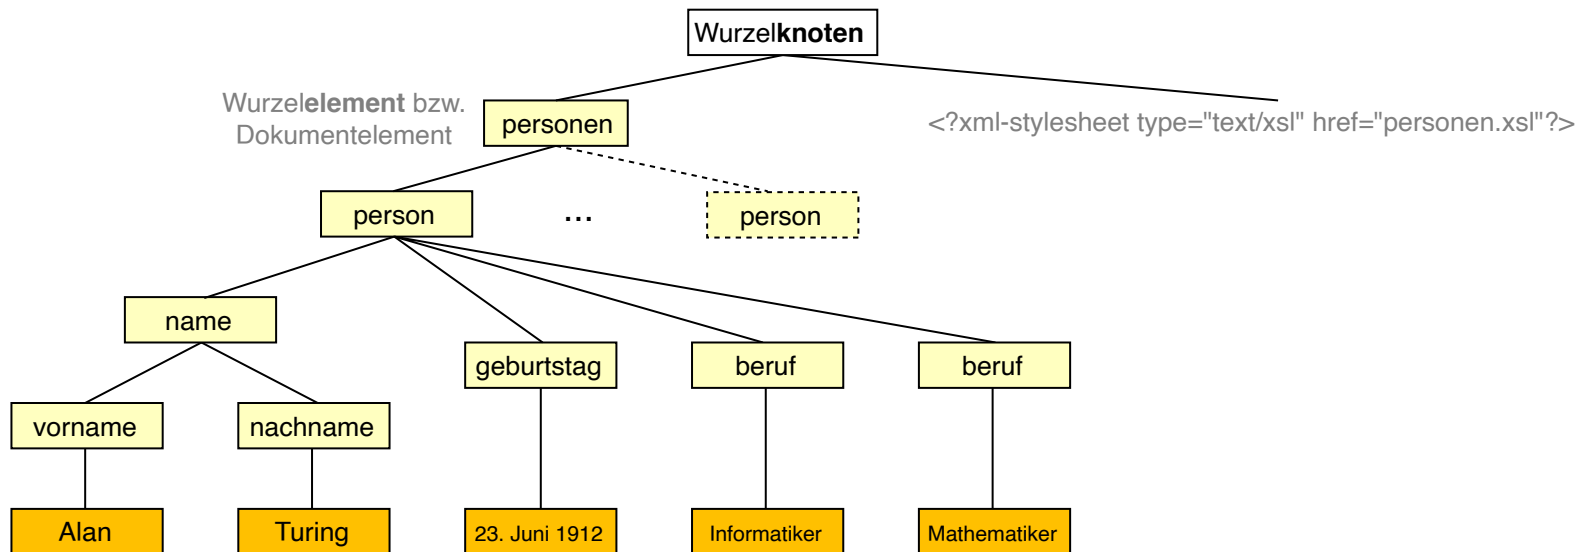 Wurzelknoten
Wurzelelement bzw.
Dokumentelement
personen
<?xml-stylesheet type="text/xsl" href="personen.xsl"?>
person
...
person
name
geburtstag
beruf
beruf
vorname
nachname
Alan
Turing
23. Juni 1912
Informatiker
Mathematiker